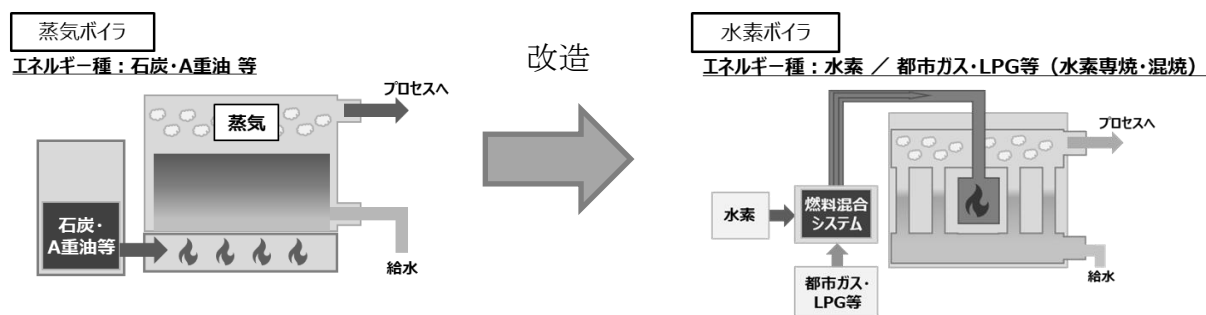 蒸気ボイラ
エネルギー種：石炭・A重油 等
プロセスへ
蒸気
石炭・
A重油等
給水
改造
水素ボイラ
エネルギー種：水素 ／ 都市ガス・LPG等（水素専焼・混焼）
プロセスへ
水素
燃料混合
システム
都市ガス・
LPG等
給水